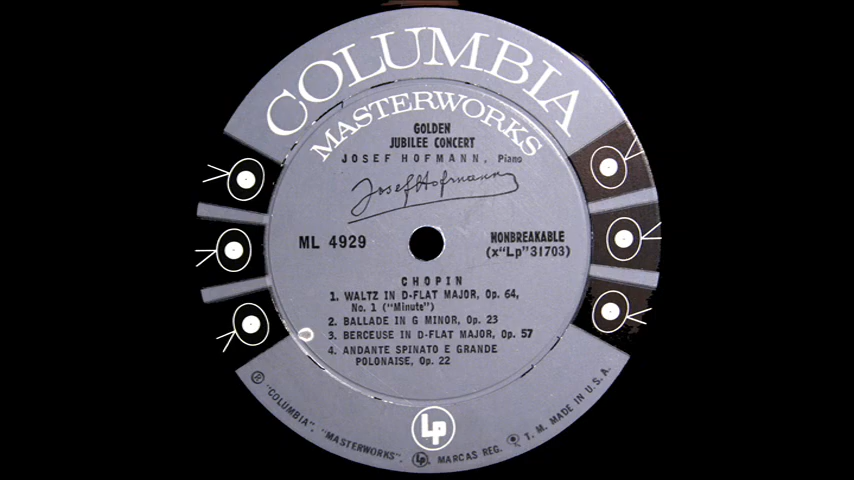 COLUMBIA
MASTERWORKS
GOLDEN
JUBILEE CONCERT
JOSEF HOFMANN, Piano
Josef Hofmann
ML 4929
NONBREAKABLE
(x"Lp"31703)
CHOPIN
1. WALTZ IN D-FLAT MAJOR, Op. 64,
No. 1 ("Minute")
2. BALLADE IN G MINOR, Op. 23
3. BERCEUSE IN D-FLAT MAJOR, Op. 57
4. ANDANTE SPINATO E GRANDE
POLONAISE, Op. 22
Lp
® "COLUMBIA", "MASTERWORKS", Lp, MARCAS REG. T. M. MADE IN U.S.A.